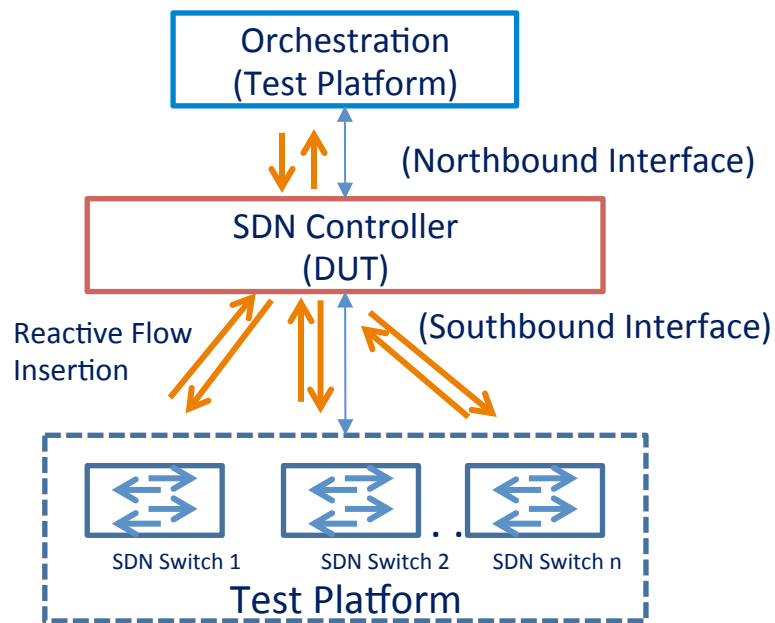 Orchestration
(Test Platform)
(Northbound Interface)
SDN Controller
(DUT)
(Southbound Interface)
Reactive Flow
Insertion
. .
SDN Switch 1
SDN Switch 2
SDN Switch n
Test Platform